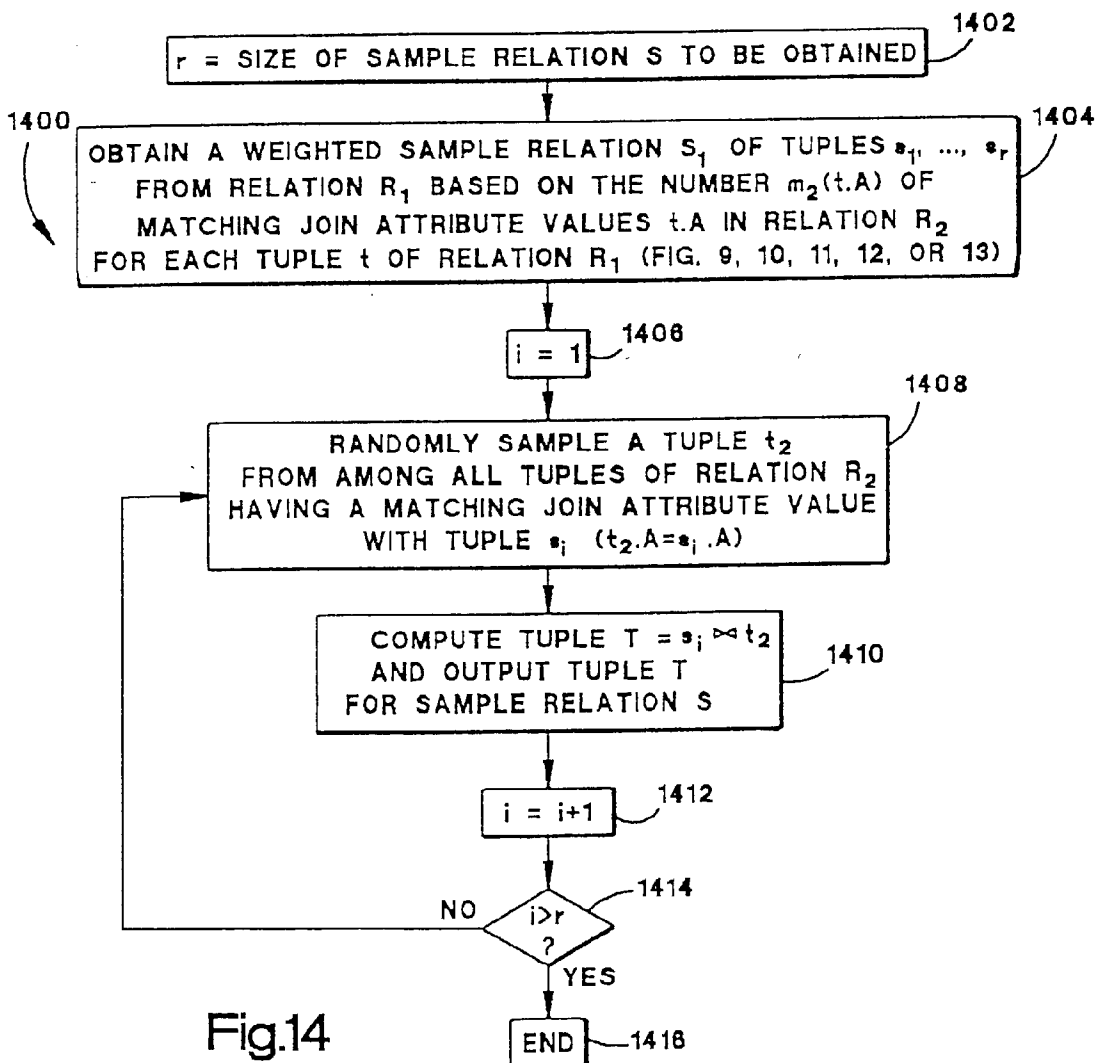 1402
r = SIZE OF SAMPLE RELATION S TO BE OBTAINED
1400
1404
OBTAIN A WEIGHTED SAMPLE RELATION S₁ OF TUPLES s₁, ..., sᵣ
FROM RELATION R₁ BASED ON THE NUMBER m₂(t.A) OF
MATCHING JOIN ATTRIBUTE VALUES t.A IN RELATION R₂
FOR EACH TUPLE t OF RELATION R₁ (FIG. 9, 10, 11, 12, OR 13)
1406
i = 1
1408
RANDOMLY SAMPLE A TUPLE t₂
FROM AMONG ALL TUPLES OF RELATION R₂
HAVING A MATCHING JOIN ATTRIBUTE VALUE
WITH TUPLE sᵢ (t₂.A=sᵢ.A)
COMPUTE TUPLE T = sᵢ ⋈ t₂
AND OUTPUT TUPLE T
FOR SAMPLE RELATION S
1410
1412
i = i+1
1414
NO
i>r
?
YES
END
1416
Fig.14